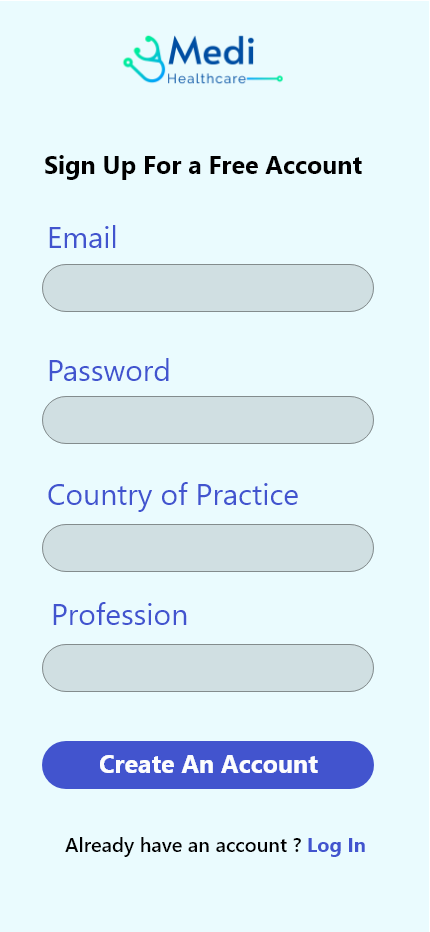 Medi
Healthcare
Sign Up For a Free Account
Email
Password
Country of Practice
Profession
Create An Account
Already have an account ? Log In